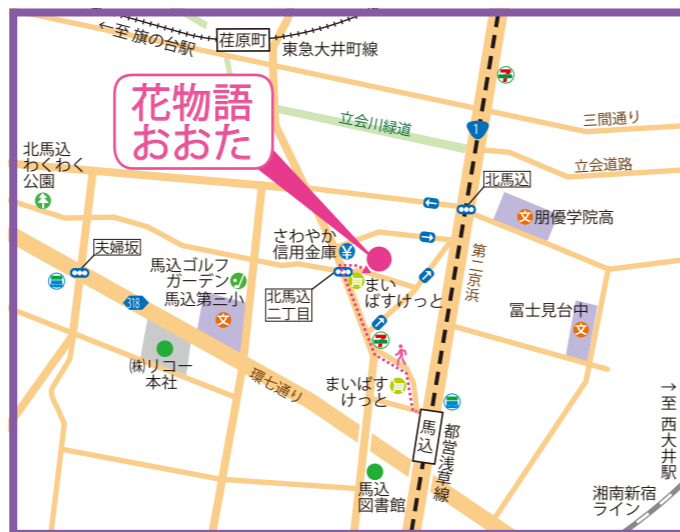 荏原町
←至 旗の台駅
東急大井町線
花物語
おおた
立会川緑道
三間通り
1
立会道路
北馬込
わくわく
公園
北馬込
文
朋優学院高
さわやか
信用金庫
¥
夫婦坂
馬込ゴルフ
ガーデン
馬込第三小
文
318
北馬込
二丁目
まい
ばすけっと
第二京浜
冨士見台中
文
(株)リコー
本社
環七通り
まいばす
けっと
馬込
都営浅草線
馬込
図書館
→至 西大井駅
湘南新宿
ライン